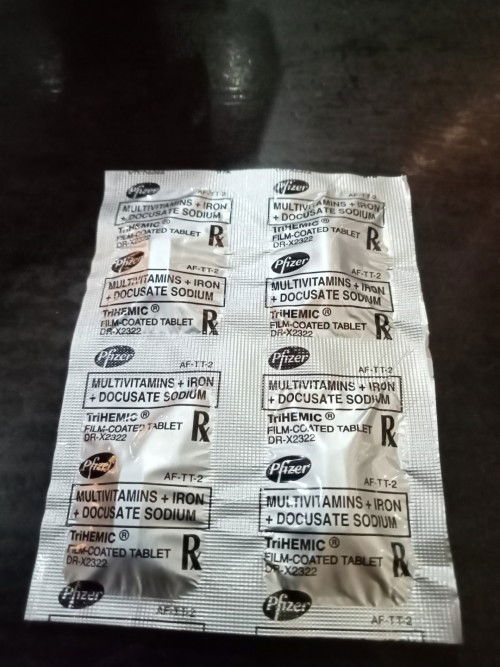 Pfizer
AF-TT-2
MULTIVITAMINS + IRON
+ DOCUSATE SODIUM
TriHEMIC ®
FILM-COATED TABLET
DR-X2322
Rx
Pfizer
AF-TT-2
MULTIVITAMINS + IRON
+ DOCUSATE SODIUM
TriHEMIC ®
FILM-COATED TABLET
DR-X2322
Rx
Pfizer
AF-TT-2
MULTIVITAMINS + IRON
+ DOCUSATE SODIUM
TriHEMIC ®
FILM-COATED TABLET
DR-X2322
Rx
Pfizer
AF-TT-2
MULTIVITAMINS + IRON
+ DOCUSATE SODIUM
TriHEMIC ®
FILM-COATED TABLET
DR-X2322
Rx
Pfizer
AF-TT-2
Pfizer
AF-TT-2
MULTIVITAMINS + IRON
+ DOCUSATE SODIUM
TriHEMIC ®
FILM-COATED TABLET
DR-X2322
Rx
Pfizer
AF-TT-2
MULTIVITAMINS + IRON
+ DOCUSATE SODIUM
TriHEMIC ®
FILM-COATED TABLET
DR-X2322
Rx
Pfizer
AF-TT-2
MULTIVITAMINS + IRON
+ DOCUSATE SODIUM
TriHEMIC ®
FILM-COATED TABLET
DR-X2322
Rx
Pfizer
AF-TT-2
MULTIVITAMINS + IRON
+ DOCUSATE SODIUM
TriHEMIC ®
FILM-COATED TABLET
DR-X2322
Rx
Pfizer
AF-TT-2